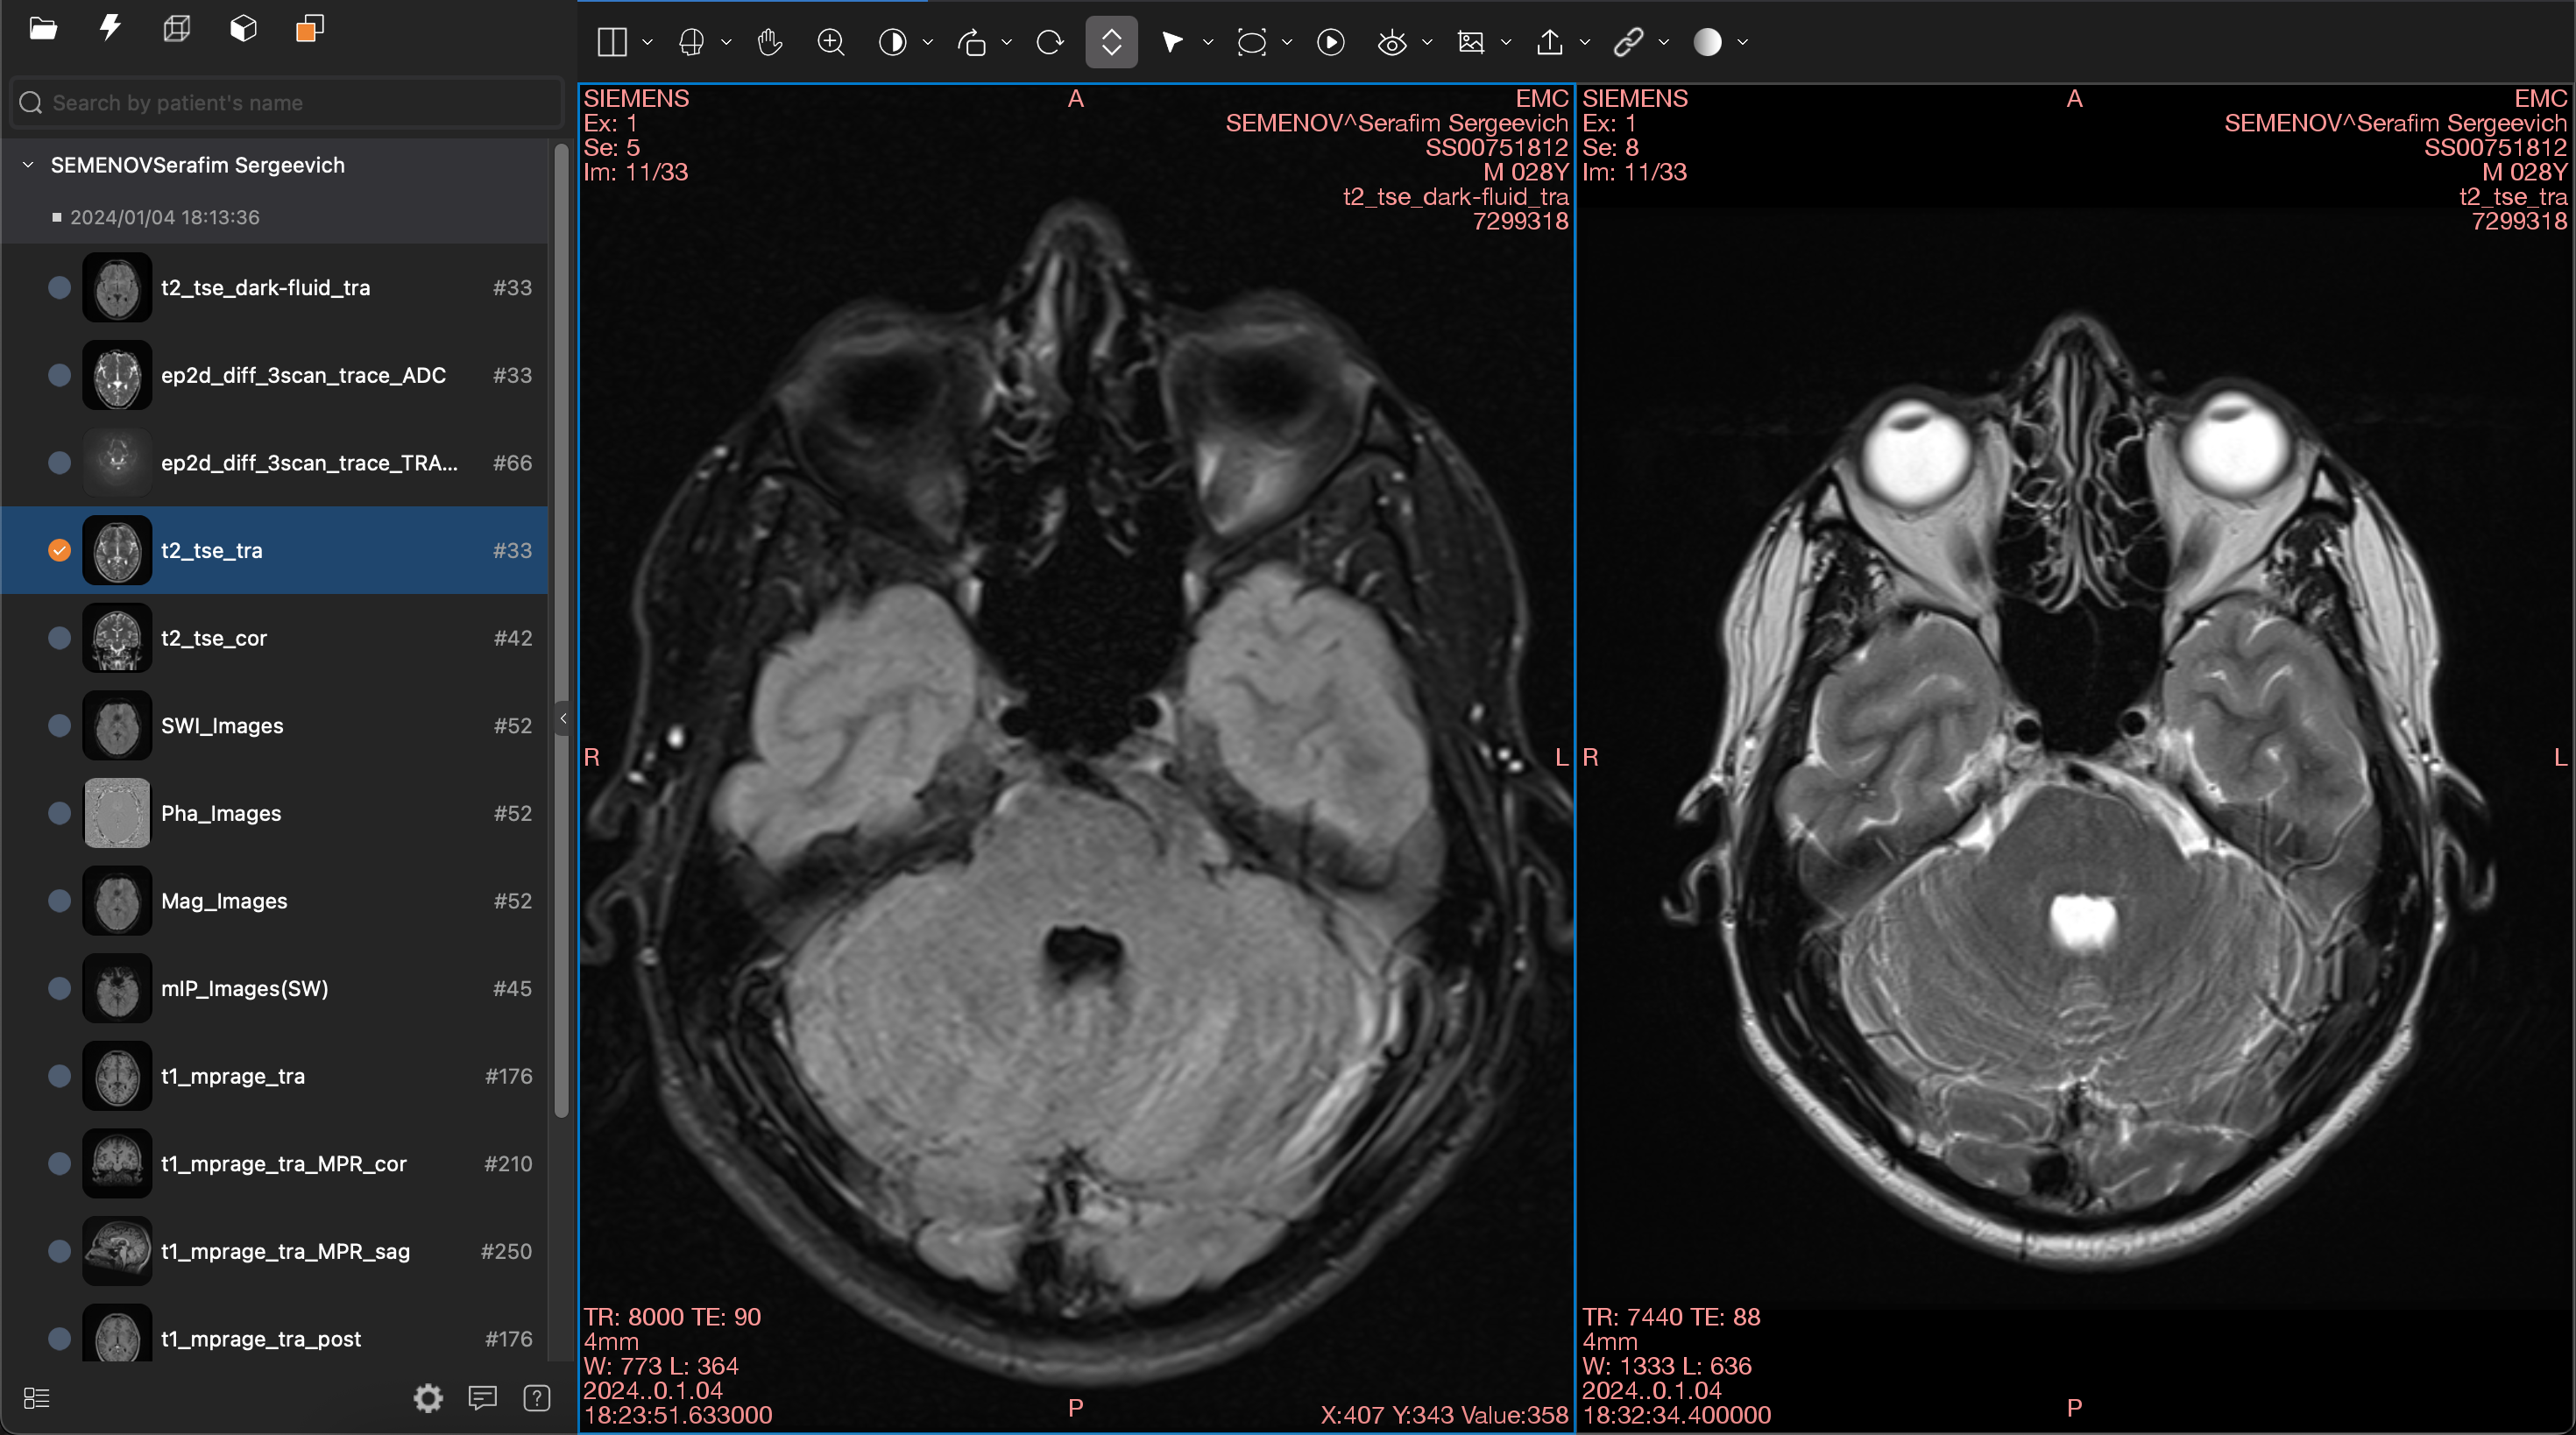 Search by patient's name
SEMENOVSerafim Sergeevich
2024/01/04 18:13:36
t2_tse_dark-fluid_tra #33
ep2d_diff_3scan_trace_ADC #33
ep2d_diff_3scan_trace_TRA... #66
t2_tse_tra #33
t2_tse_cor #42
SWI_Images #52
Pha_Images #52
Mag_Images #52
mIP_Images(SW) #45
t1_mprage_tra #176
t1_mprage_tra_MPR_cor #210
t1_mprage_tra_MPR_sag #250
t1_mprage_tra_post #176
?
SIEMENS
Ex: 1
Se: 5
Im: 11/33
A
EMC
SEMENOV^Serafim Sergeevich
SS00751812
M 028Y
t2_tse_dark-fluid_tra
7299318
R
L
TR: 8000 TE: 90
4mm
W: 773 L: 364
2024..0.1.04
18:23:51.633000
P
X:407 Y:343 Value:358
SIEMENS
Ex: 1
Se: 8
Im: 11/33
A
EMC
SEMENOV^Serafim Sergeevich
SS00751812
M 028Y
t2_tse_tra
7299318
R
L
TR: 7440 TE: 88
4mm
W: 1333 L: 636
2024..0.1.04
18:32:34.400000
P